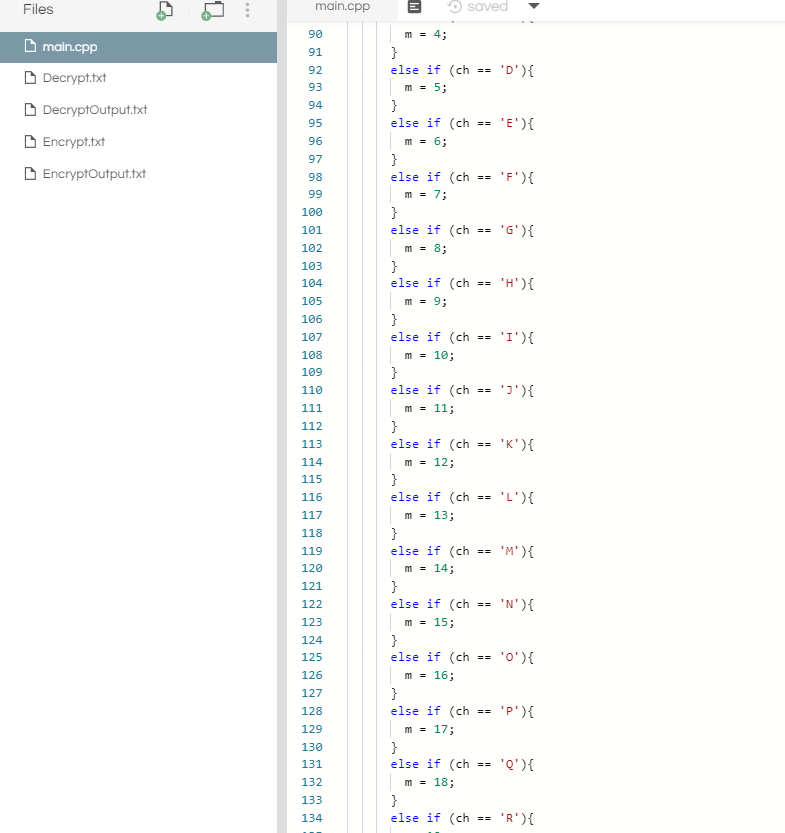 Files
main.cpp
Decrypt.txt
DecryptOutput.txt
Encrypt.txt
EncryptOutput.txt
main.cpp saved
90 m = 4;
91 }
92 else if (ch == 'D'){
93 m = 5;
94 }
95 else if (ch == 'E'){
96 m = 6;
97 }
98 else if (ch == 'F'){
99 m = 7;
100 }
101 else if (ch == 'G'){
102 m = 8;
103 }
104 else if (ch == 'H'){
105 m = 9;
106 }
107 else if (ch == 'I'){
108 m = 10;
109 }
110 else if (ch == 'J'){
111 m = 11;
112 }
113 else if (ch == 'K'){
114 m = 12;
115 }
116 else if (ch == 'L'){
117 m = 13;
118 }
119 else if (ch == 'M'){
120 m = 14;
121 }
122 else if (ch == 'N'){
123 m = 15;
124 }
125 else if (ch == 'O'){
126 m = 16;
127 }
128 else if (ch == 'P'){
129 m = 17;
130 }
131 else if (ch == 'Q'){
132 m = 18;
133 }
134 else if (ch == 'R'){